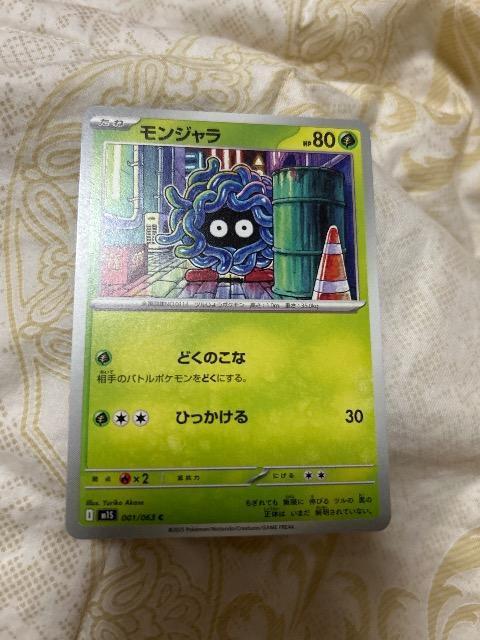 たね モンジャラ HP80
どくのこな
相手のバトルポケモンをどくにする。
ひっかける 30
弱点 ×2 抵抗力 にげる
Illus. Yuriko Akase
もぎれても 無限に 伸びる ツルの 奥の
正体は いまだ 解明されていない。
m1S 001/063 C
©2025 Pokémon/Nintendo/Creatures/GAME FREAK